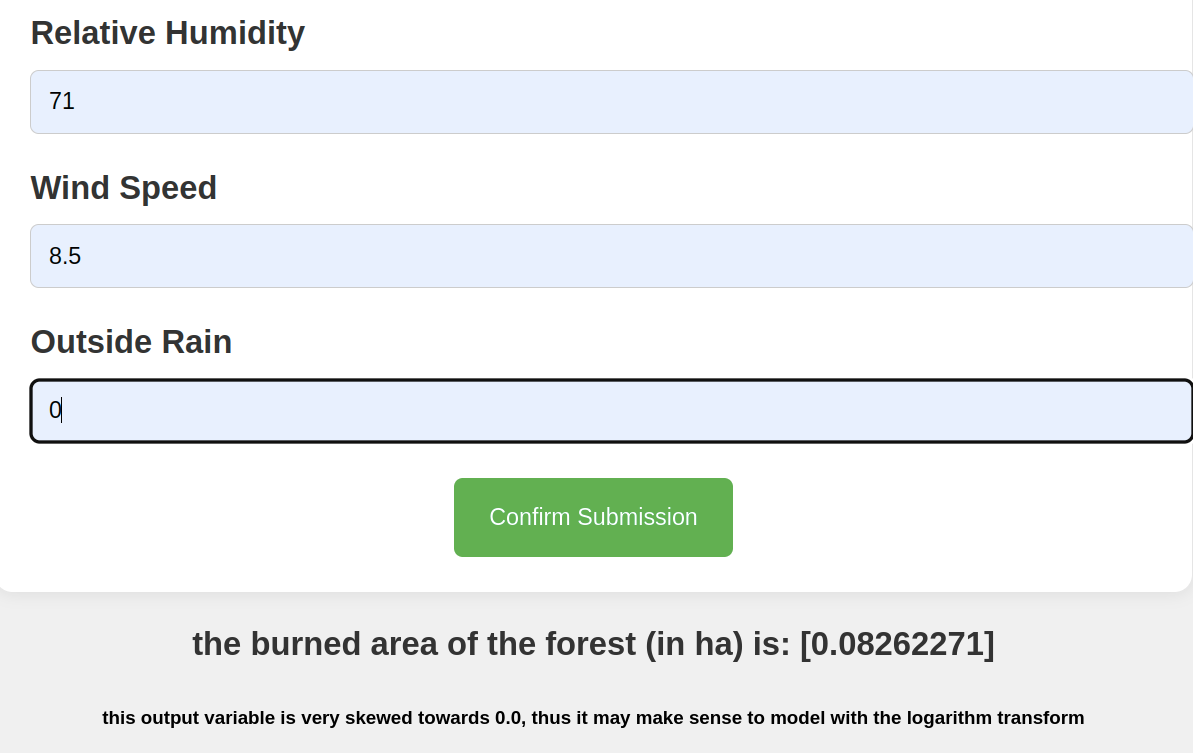 Relative Humidity
71
Wind Speed
8.5
Outside Rain
0
Confirm Submission
the burned area of the forest (in ha) is: [0.08262271]
this output variable is very skewed towards 0.0, thus it may make sense to model with the logarithm transform